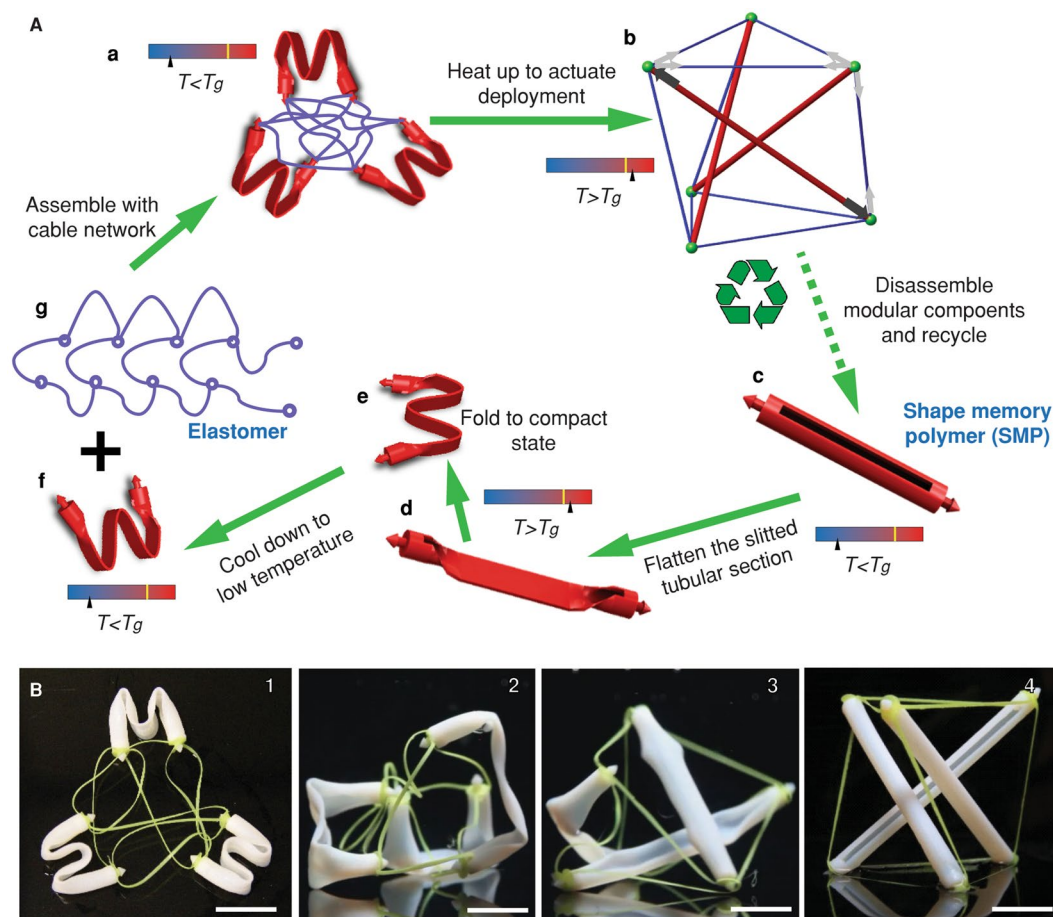 A
a
T<Tg
Heat up to actuate
deployment
b
T>Tg
Assemble with
cable network
Disassemble
modular compoents
and recycle
g
Elastomer
e
Fold to compact
state
c
Shape memory
polymer (SMP)
f
T>Tg
d
Cool down to
low temperature
Flatten the slitted
tubular section
T<Tg
T<Tg
B
1
2
3
4